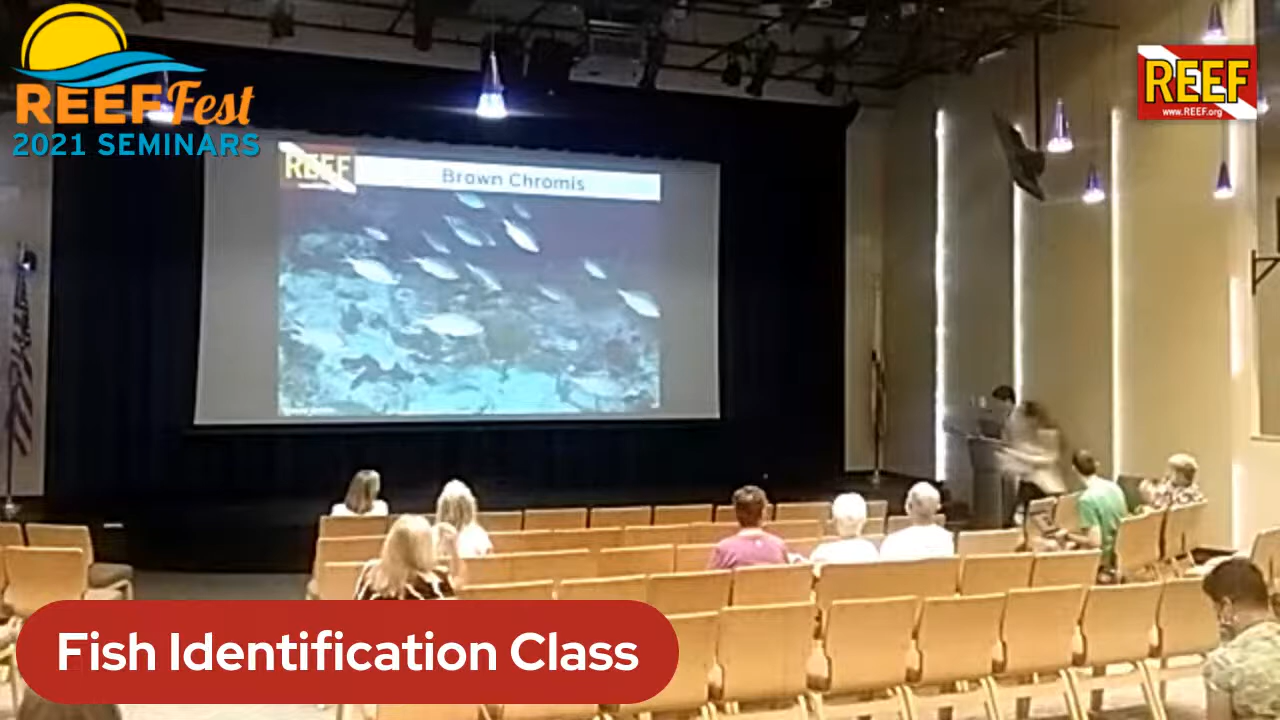 REEF Fest
2021 SEMINARS
REEF
www.REEF.org
REEF
Brown Chromis
Fish Identification Class